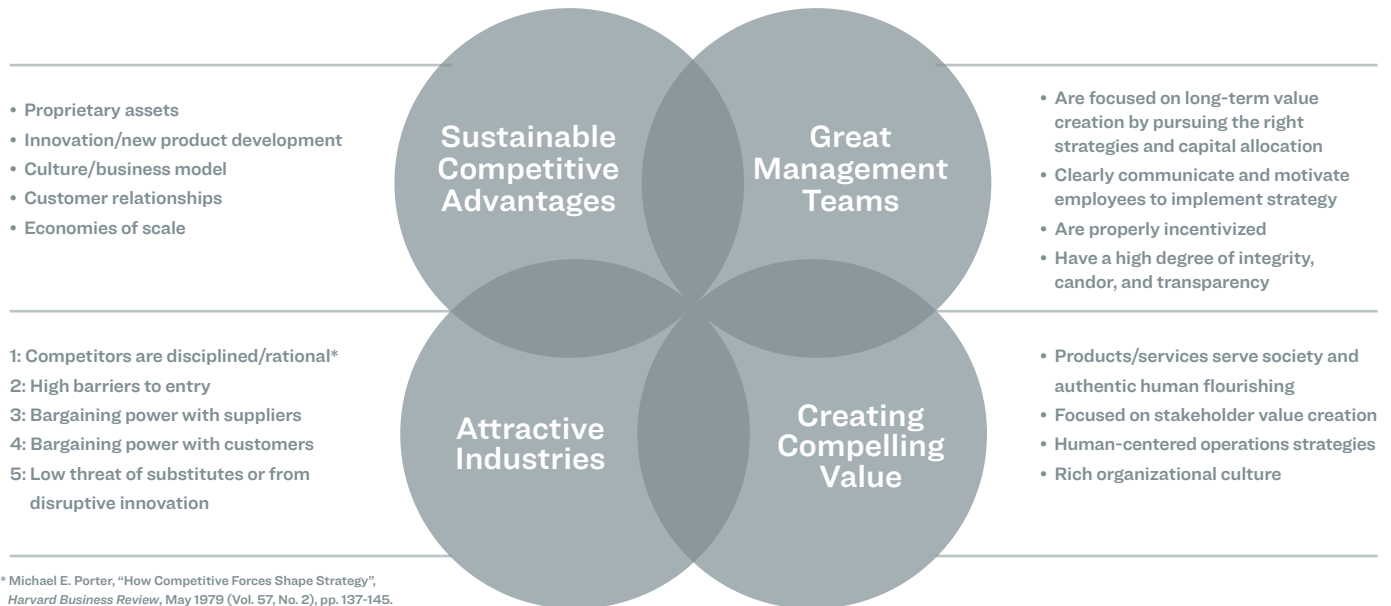 • Proprietary assets
• Innovation/new product development
• Culture/business model
• Customer relationships
• Economies of scale
Sustainable
Competitive
Advantages
Great
Management
Teams
• Are focused on long-term value
creation by pursuing the right
strategies and capital allocation
• Clearly communicate and motivate
employees to implement strategy
• Are properly incentivized
• Have a high degree of integrity,
candor, and transparency
1: Competitors are disciplined/rational*
2: High barriers to entry
3: Bargaining power with suppliers
4: Bargaining power with customers
5: Low threat of substitutes or from
disruptive innovation
Attractive
Industries
Creating
Compelling
Value
• Products/services serve society and
authentic human flourishing
• Focused on stakeholder value creation
• Human-centered operations strategies
• Rich organizational culture
* Michael E. Porter, “How Competitive Forces Shape Strategy”,
Harvard Business Review, May 1979 (Vol. 57, No. 2), pp. 137-145.